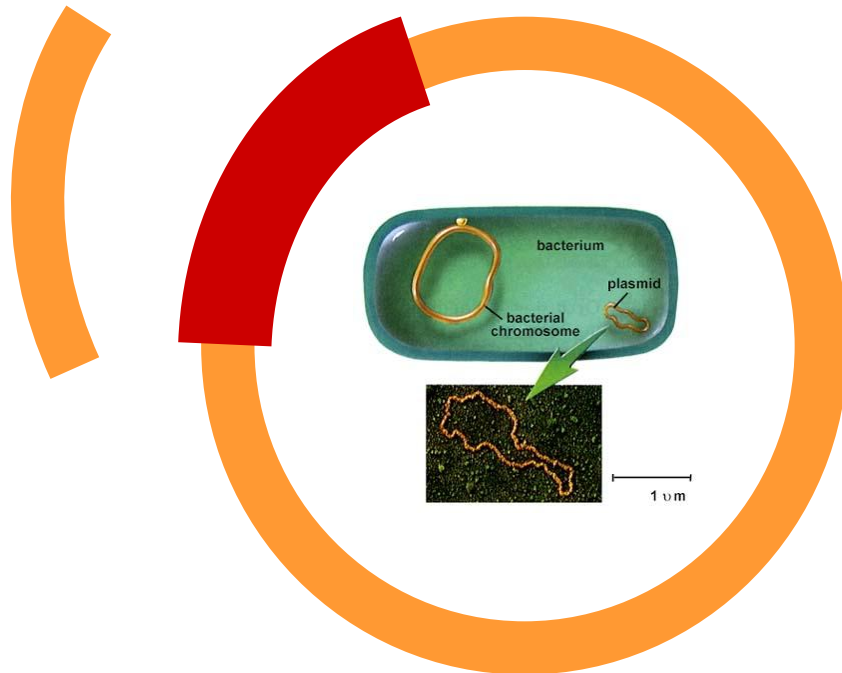 bacterium
plasmid
bacterial
chromosome
1 υm